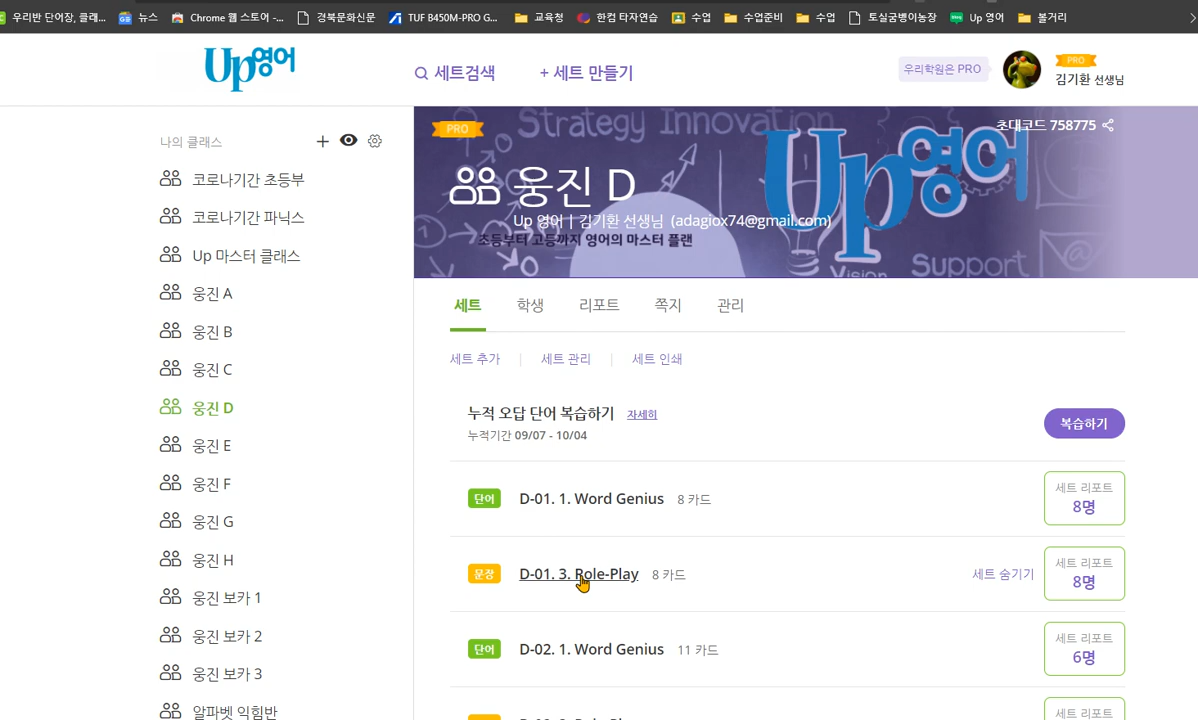 우리반 단어장, 클래... 뉴스 Chrome 웹 스토어 -... 경북문화신문 TUF B450M-PRO G... 교육청 한컴 타자연습 수업 수업준비 수업 토실굼벵이농장 Up 영어 볼거리
Up영어
세트검색
+ 세트 만들기
우리학원은 PRO
PRO
김기환 선생님
나의 클래스
코로나기간 초등부
코로나기간 파닉스
Up 마스터 클래스
웅진 A
웅진 B
웅진 C
웅진 D
웅진 E
웅진 F
웅진 G
웅진 H
웅진 보카 1
웅진 보카 2
웅진 보카 3
알파벳 익힘반
PRO
Strategy Innovation
초대코드 758775
Up영어
웅진 D
Up 영어 | 김기환 선생님 (adagiox74@gmail.com)
초등부터 고등까지 영어의 마스터 플랜
Vision
Support
세트 학생 리포트 쪽지 관리
세트 추가 | 세트 관리 | 세트 인쇄
누적 오답 단어 복습하기 자세히
누적기간 09/07 - 10/04
복습하기
단어 D-01. 1. Word Genius 8 카드
세트 리포트
8명
문장 D-01. 3. Role-Play 8 카드 세트 숨기기
세트 리포트
8명
단어 D-02. 1. Word Genius 11 카드
세트 리포트
6명
세트 리포트